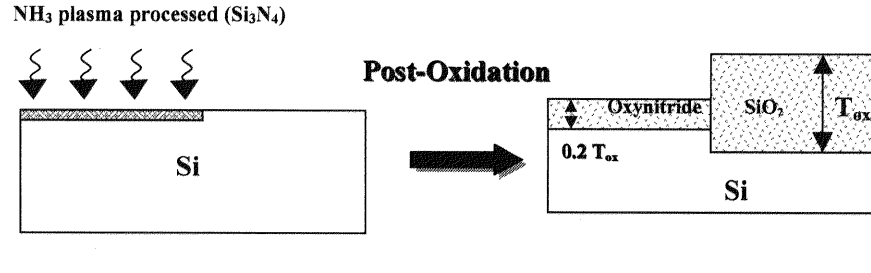 NH₃ plasma processed (Si₃N₄)
Post-Oxidation
Si
Oxynitride
SiO₂
Tₒₓ
0.2 Tₒₓ
Si